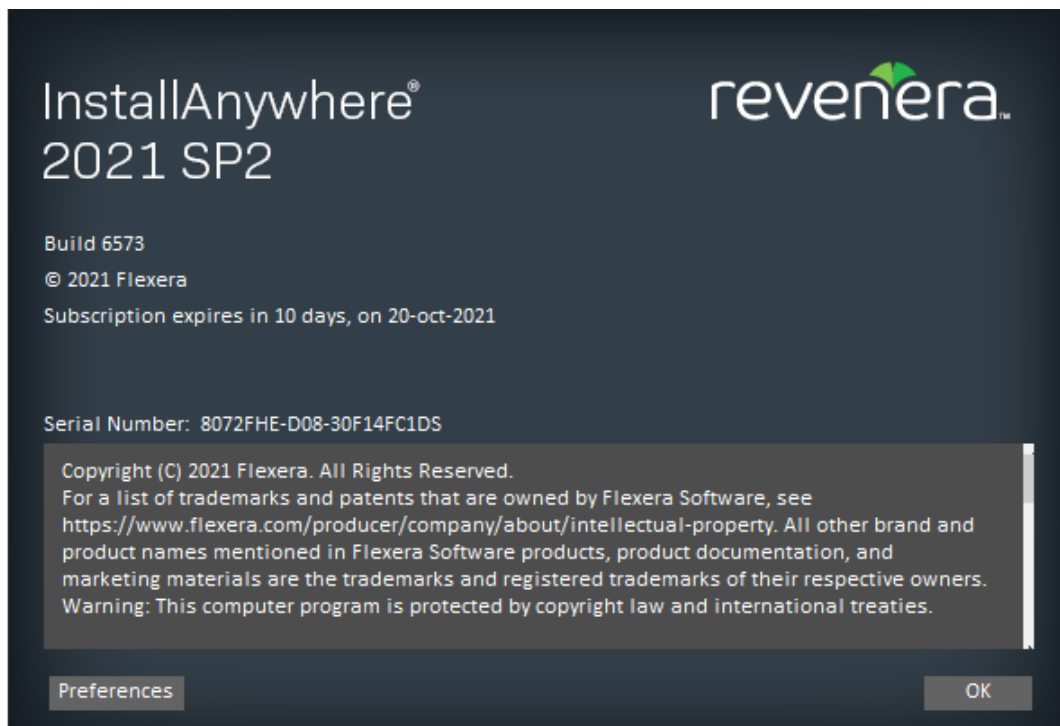 InstallAnywhere®
2021 SP2
revenera™
Build 6573
© 2021 Flexera
Subscription expires in 10 days, on 20-oct-2021
Serial Number: 8072FHE-D08-30F14FC1DS
Copyright (C) 2021 Flexera. All Rights Reserved.
For a list of trademarks and patents that are owned by Flexera Software, see
https://www.flexera.com/producer/company/about/intellectual-property. All other brand and
product names mentioned in Flexera Software products, product documentation, and
marketing materials are the trademarks and registered trademarks of their respective owners.
Warning: This computer program is protected by copyright law and international treaties.
Preferences
OK